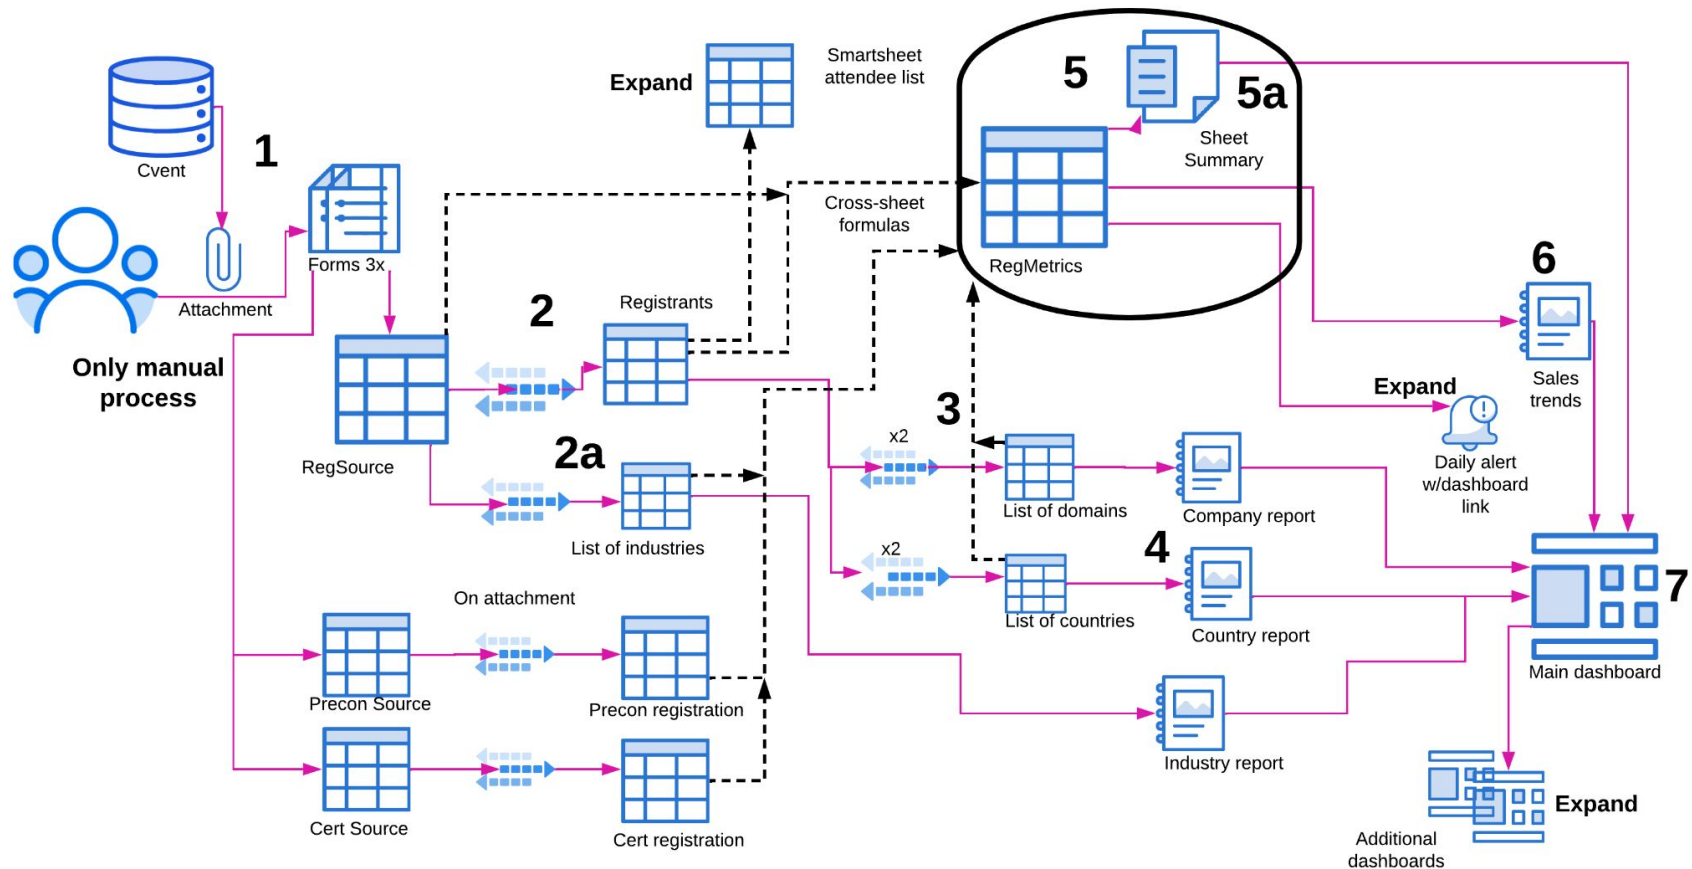 Cvent
1
Attachment
Only manual
process
Forms 3x
RegSource
2
Registrants
2a
List of industries
On attachment
Precon Source
Precon registration
Cert Source
Cert registration
Expand
Smartsheet
attendee list
Cross-sheet
formulas
5
5a
Sheet
Summary
RegMetrics
3
x2
List of domains
Company report
x2
4
List of countries
Country report
Industry report
6
Sales
trends
Expand
Daily alert
w/dashboard
link
7
Main dashboard
Expand
Additional
dashboards